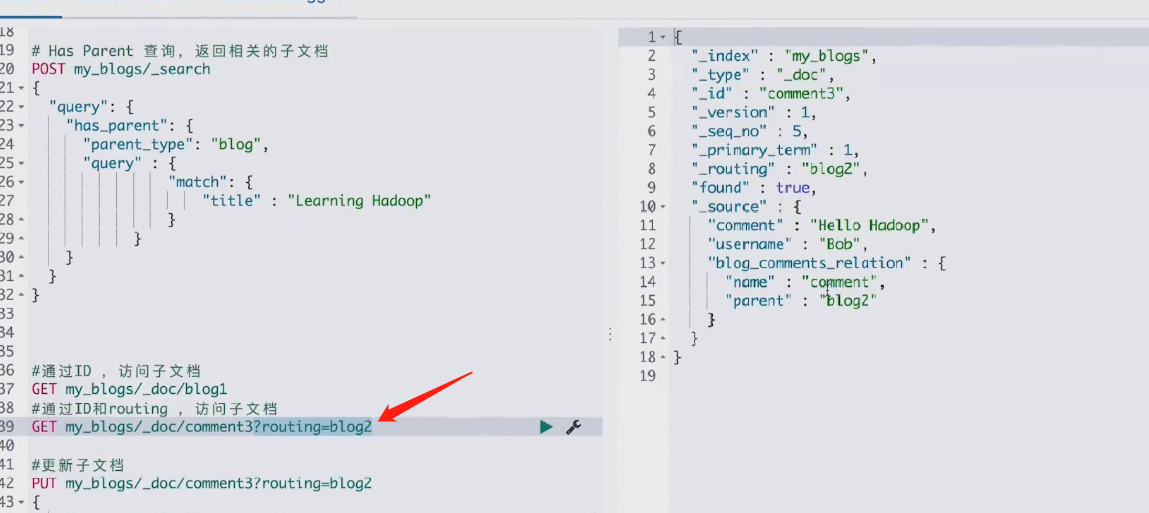 18
19 # Has Parent 查询，返回相关的子文档
20 POST my_blogs/_search
21 {
22 "query": {
23 "has_parent": {
24 "parent_type": "blog",
25 "query" : {
26 "match": {
27 "title" : "Learning Hadoop"
28 }
29 }
30 }
31 }
32 }
33
34
35
36 #通过ID ，访问子文档
37 GET my_blogs/_doc/blog1
38 #通过ID和routing ，访问子文档
39 GET my_blogs/_doc/comment3?routing=blog2
40
41 #更新子文档
42 PUT my_blogs/_doc/comment3?routing=blog2
43 {
1 {
2 "_index" : "my_blogs",
3 "_type" : "_doc",
4 "_id" : "comment3",
5 "_version" : 1,
6 "_seq_no" : 5,
7 "_primary_term" : 1,
8 "_routing" : "blog2",
9 "found" : true,
10 "_source" : {
11 "comment" : "Hello Hadoop",
12 "username" : "Bob",
13 "blog_comments_relation" : {
14 "name" : "comment",
15 "parent" : "blog2"
16 }
17 }
18 }
19